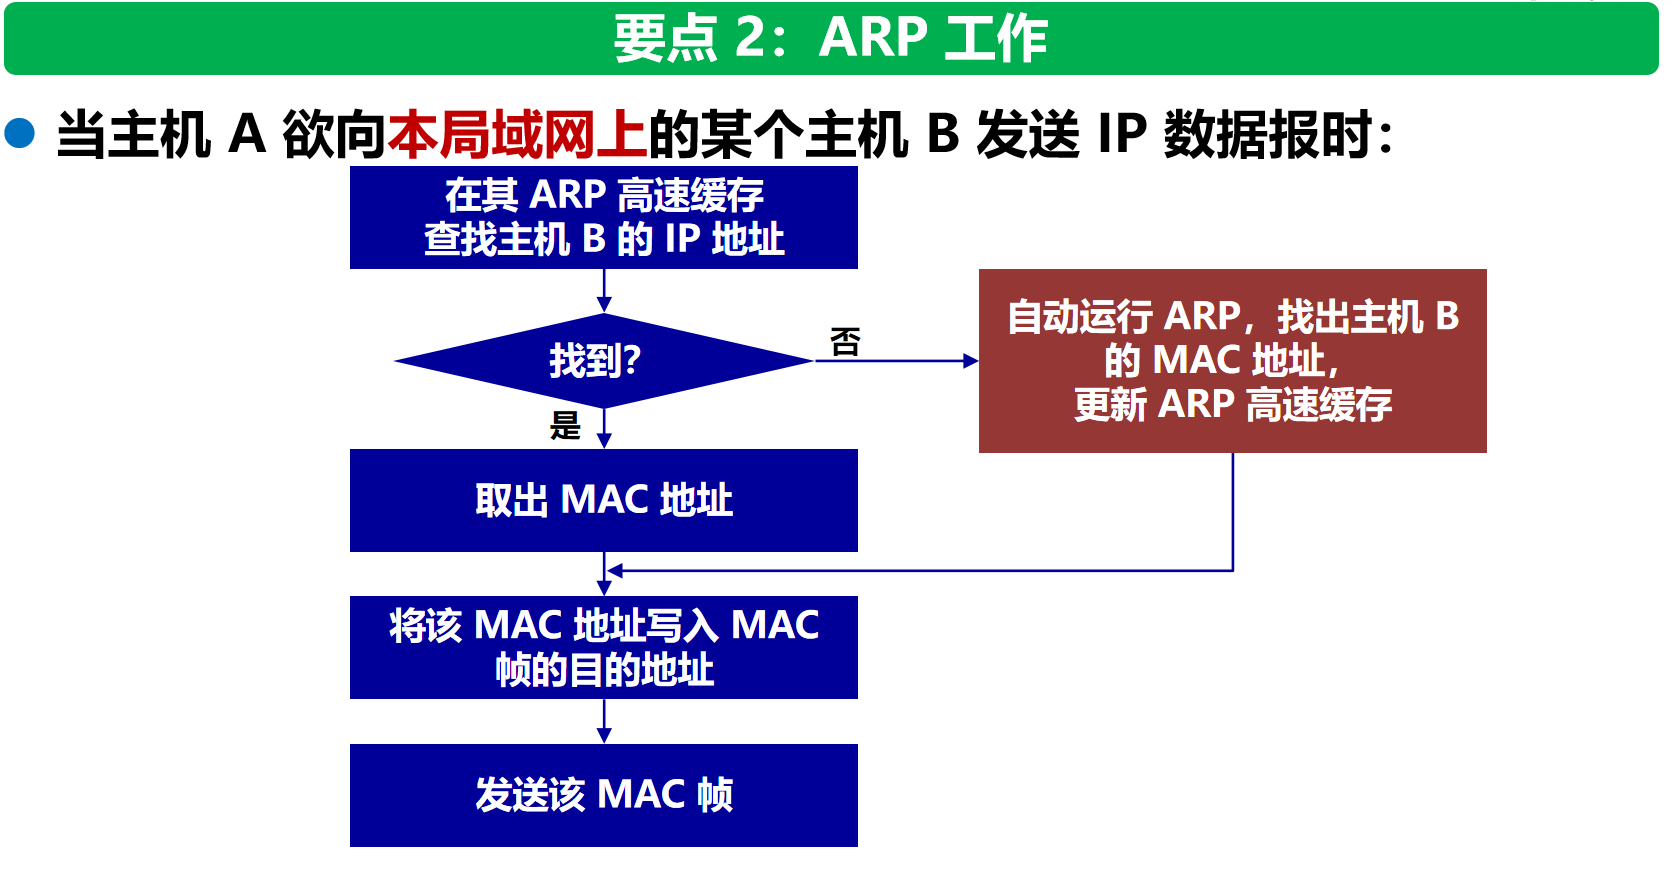 要点 2：ARP 工作
当主机 A 欲向本局域网上的某个主机 B 发送 IP 数据报时：
在其 ARP 高速缓存
查找主机 B 的 IP 地址
找到？
否
自动运行 ARP，找出主机 B
的 MAC 地址，
更新 ARP 高速缓存
是
取出 MAC 地址
将该 MAC 地址写入 MAC
帧的目的地址
发送该 MAC 帧